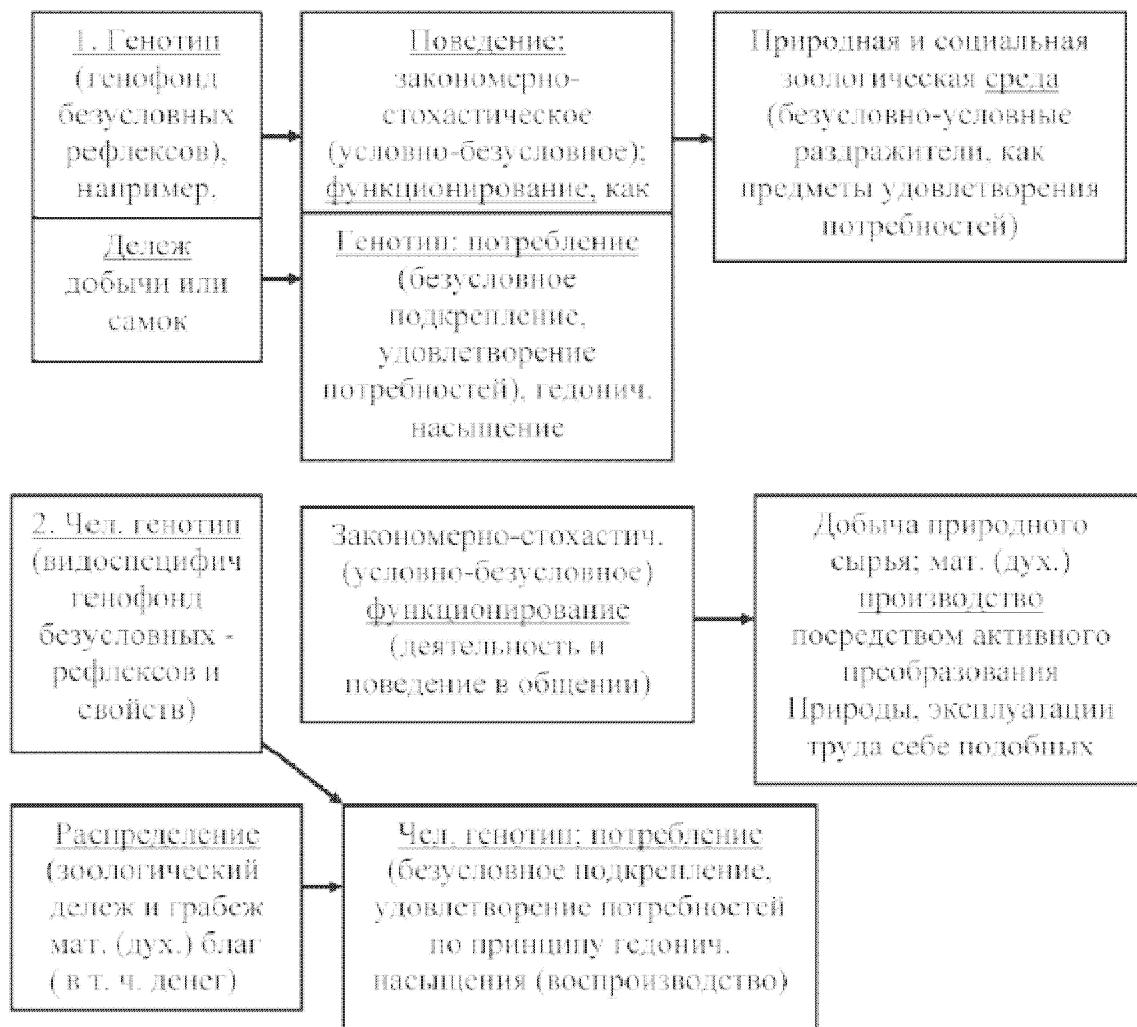 1. Генотип
(генофонд
безусловных
рефлексов),
например,
Поведение:
закономерно-
стохастическое
(условно-безусловное);
функционирование, как
Природная и социальная
зоологическая среда
(безусловно-условные
раздражители, как
предметы удовлетворения
потребностей)
Дележ
добычи или
самок
Генотип: потребление
(безусловное
подкрепление,
удовлетворение
потребностей), гедонич.
насыщение
2. Чел. генотип
(видоспецифич
генофонд
безусловных -
рефлексов и
свойств)
Закономерно-стохастич.
(условно-безусловное)
функционирование
(деятельность и
поведение в общении)
Добыча природного
сырья; мат. (дух.)
производство
посредством активного
преобразования
Природы, эксплуатации
труда себе подобных
Распределение
(зоологический
дележ и грабеж
мат. (дух.) благ
( в т. ч. денег)
Чел. генотип: потребление
(безусловное подкрепление,
удовлетворение потребностей
по принципу гедонич.
насыщения (воспроизводство)